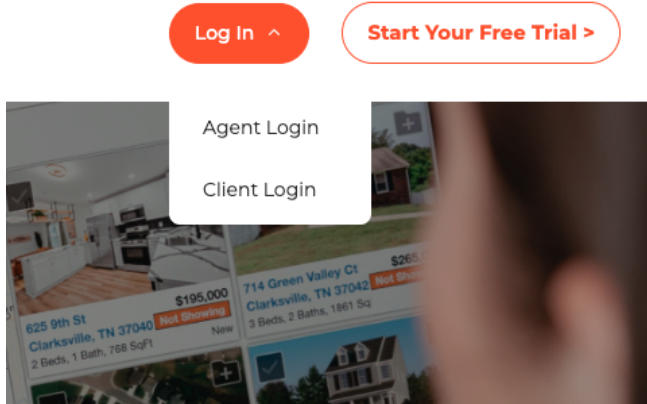 Log In
Start Your Free Trial >
Agent Login
Client Login
$195,000
625 9th St
Clarksville, TN 37040 Not Showing
2 Beds, 1 Bath, 768 SqFt New
714 Green Valley Ct
Clarksville, TN 37042
3 Beds, 2 Baths, 1861 Sq